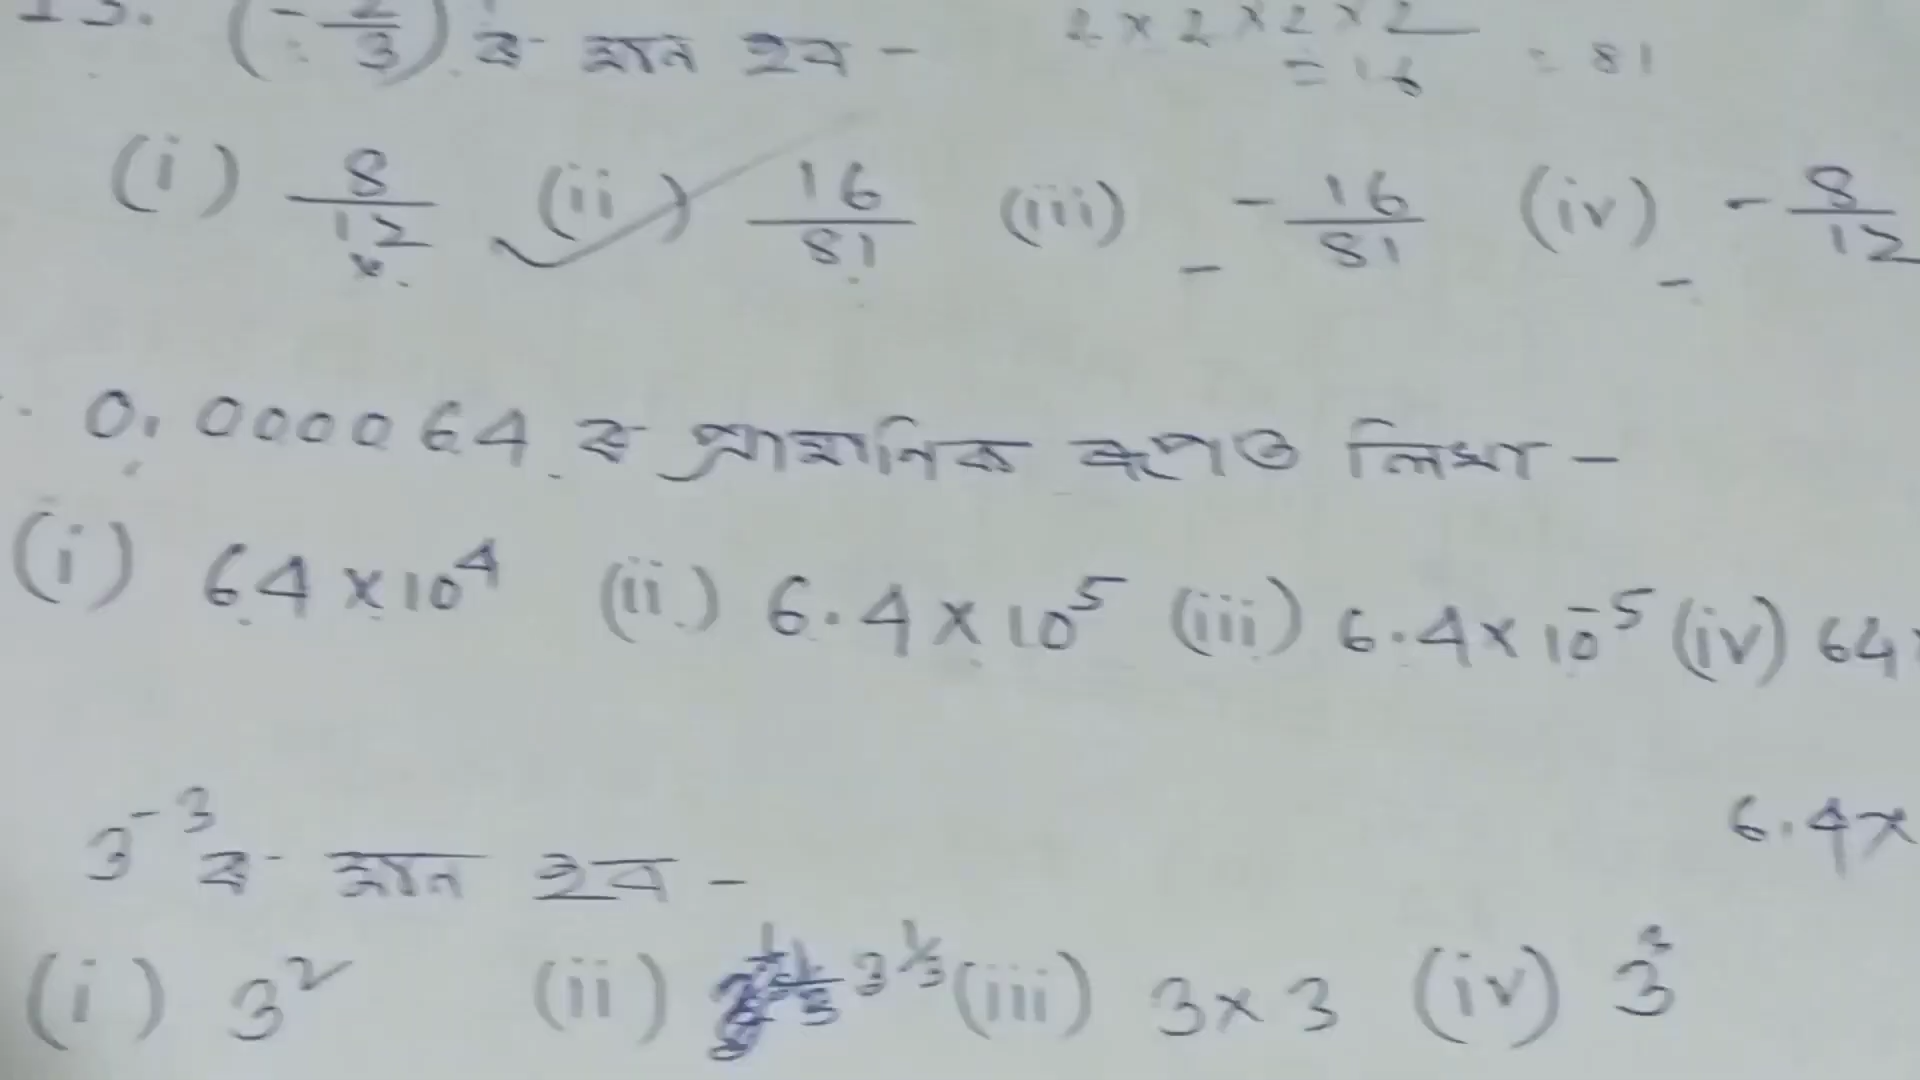 13. (-2/3) ৰ মান হব - 2 × 2 × 2 × 2 = 16 = 81
(i) 8/12 (ii) 16/81 (iii) - 16/81 (iv) - 8/12
0.000064 ৰ প্ৰামানিক ৰূপত লিখা -
(i) 64×10⁴ (ii) 6.4×10⁵ (iii) 6.4×10⁻⁵ (iv) 64
6.4×
3⁻³ ৰ মান হব -
(i) 3² (ii) 3^1/3 (iii) 3×3 (iv) 3